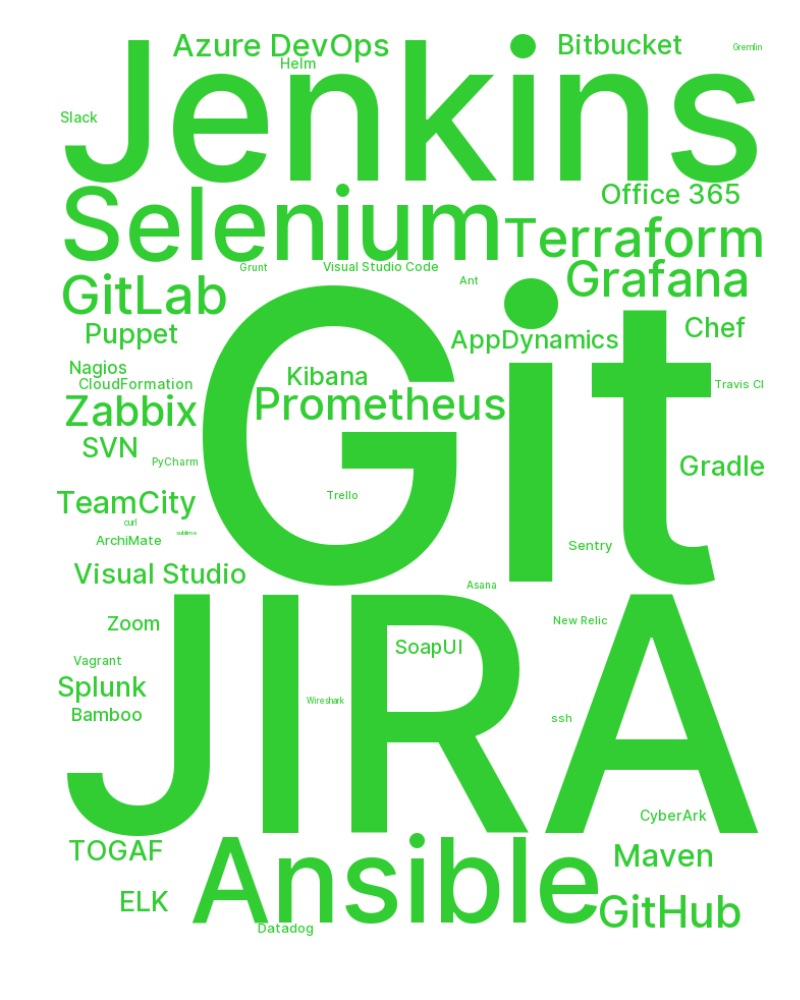 Azure DevOps
Bitbucket
Gremlin
Helm
Jenkins
Slack
Office 365
Selenium
Terraform
Grunt
Visual Studio Code
Ant
Grafana
GitLab
Puppet
AppDynamics
Chef
Git
Nagios
Kibana
CloudFormation
Travis CI
Zabbix
Prometheus
SVN
PyCharm
Gradle
Trello
TeamCity
curl
sublime
ArchiMate
Sentry
Visual Studio
Asana
Zoom
New Relic
JIRA
SoapUI
Vagrant
Splunk
Wireshark
Bamboo
ssh
CyberArk
TOGAF
Ansible
Maven
ELK
GitHub
Datadog